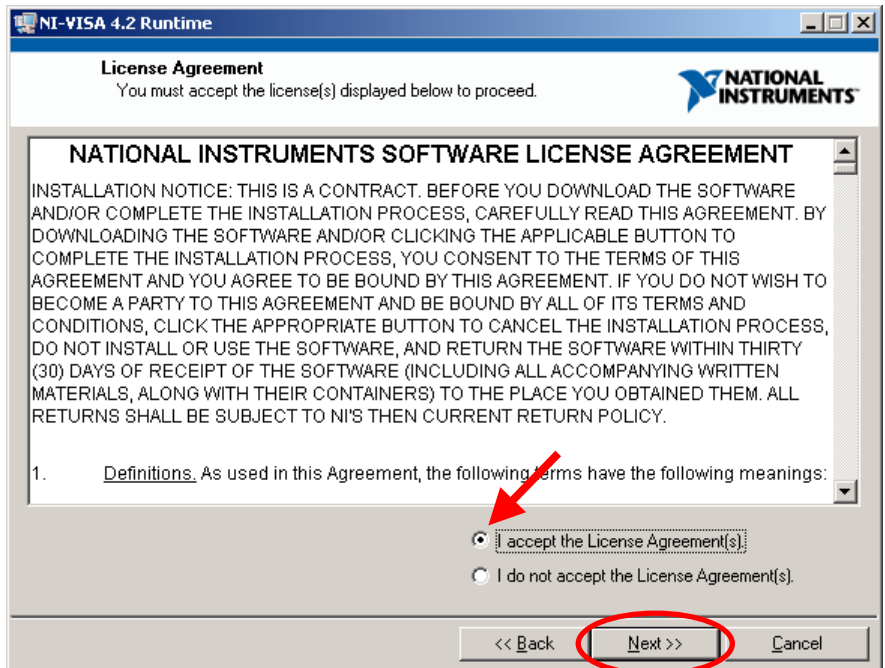 NI-VISA 4.2 Runtime
License Agreement
You must accept the license(s) displayed below to proceed.
NATIONAL
INSTRUMENTS
NATIONAL INSTRUMENTS SOFTWARE LICENSE AGREEMENT
INSTALLATION NOTICE: THIS IS A CONTRACT. BEFORE YOU DOWNLOAD THE SOFTWARE
AND/OR COMPLETE THE INSTALLATION PROCESS, CAREFULLY READ THIS AGREEMENT. BY
DOWNLOADING THE SOFTWARE AND/OR CLICKING THE APPLICABLE BUTTON TO
COMPLETE THE INSTALLATION PROCESS, YOU CONSENT TO THE TERMS OF THIS
AGREEMENT AND YOU AGREE TO BE BOUND BY THIS AGREEMENT. IF YOU DO NOT WISH TO
BECOME A PARTY TO THIS AGREEMENT AND BE BOUND BY ALL OF ITS TERMS AND
CONDITIONS, CLICK THE APPROPRIATE BUTTON TO CANCEL THE INSTALLATION PROCESS,
DO NOT INSTALL OR USE THE SOFTWARE, AND RETURN THE SOFTWARE WITHIN THIRTY
(30) DAYS OF RECEIPT OF THE SOFTWARE (INCLUDING ALL ACCOMPANYING WRITTEN
MATERIALS, ALONG WITH THEIR CONTAINERS) TO THE PLACE YOU OBTAINED THEM. ALL
RETURNS SHALL BE SUBJECT TO NI'S THEN CURRENT RETURN POLICY.
1. Definitions. As used in this Agreement, the following terms have the following meanings:
I accept the License Agreement(s).
I do not accept the License Agreement(s).
<< Back Next >> Cancel